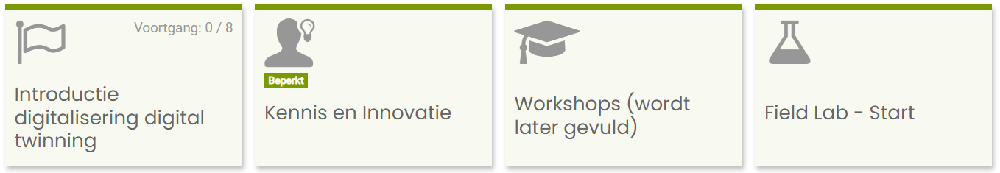 Voortgang: 0 / 8
Introductie
digitalisering digital
twinning
Beperkt
Kennis en Innovatie
Workshops (wordt
later gevuld)
Field Lab - Start